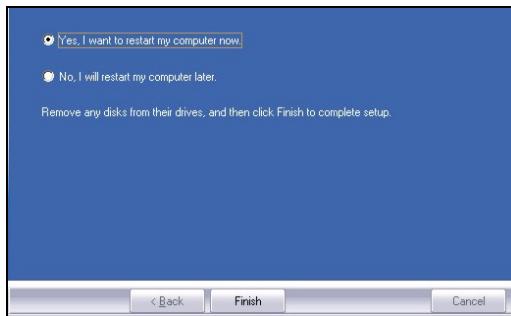 Yes, I want to restart my computer now.
No, I will restart my computer later.
Remove any disks from their drives, and then click Finish to complete setup.
< Back Finish Cancel